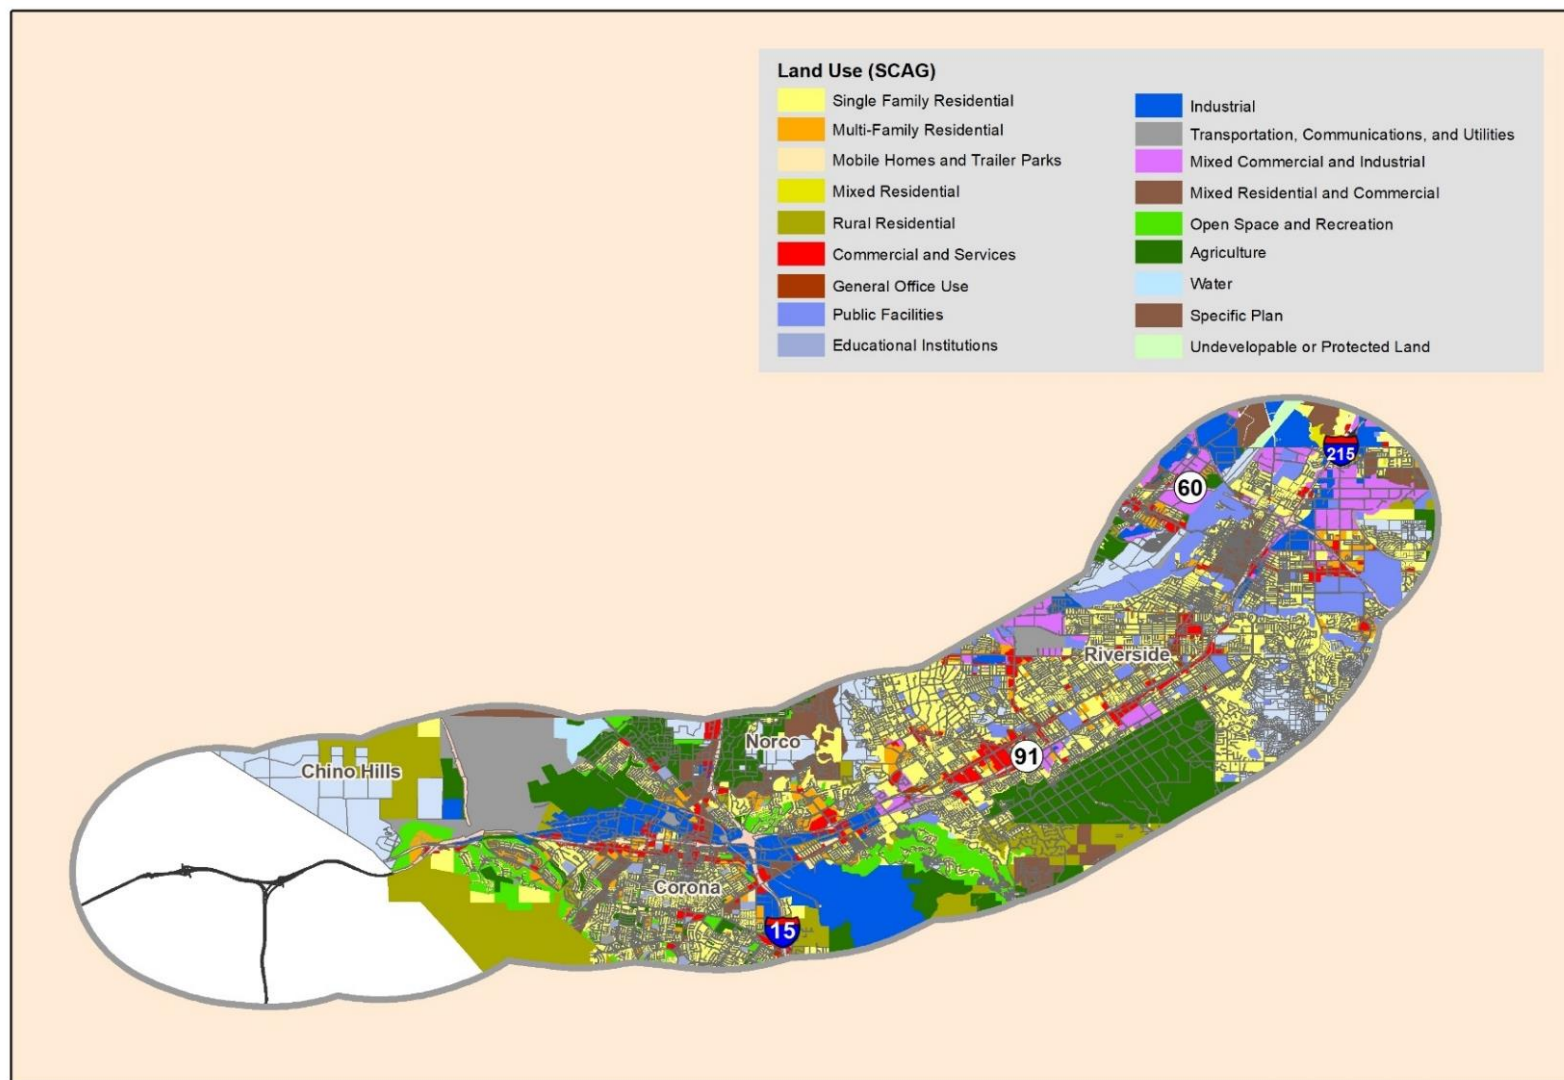 Land Use (SCAG)
Single Family Residential
Multi-Family Residential
Mobile Homes and Trailer Parks
Mixed Residential
Rural Residential
Commercial and Services
General Office Use
Public Facilities
Educational Institutions
Industrial
Transportation, Communications, and Utilities
Mixed Commercial and Industrial
Mixed Residential and Commercial
Open Space and Recreation
Agriculture
Water
Specific Plan
Undevelopable or Protected Land
215
60
Riverside
Norco
91
Chino Hills
Corona
15